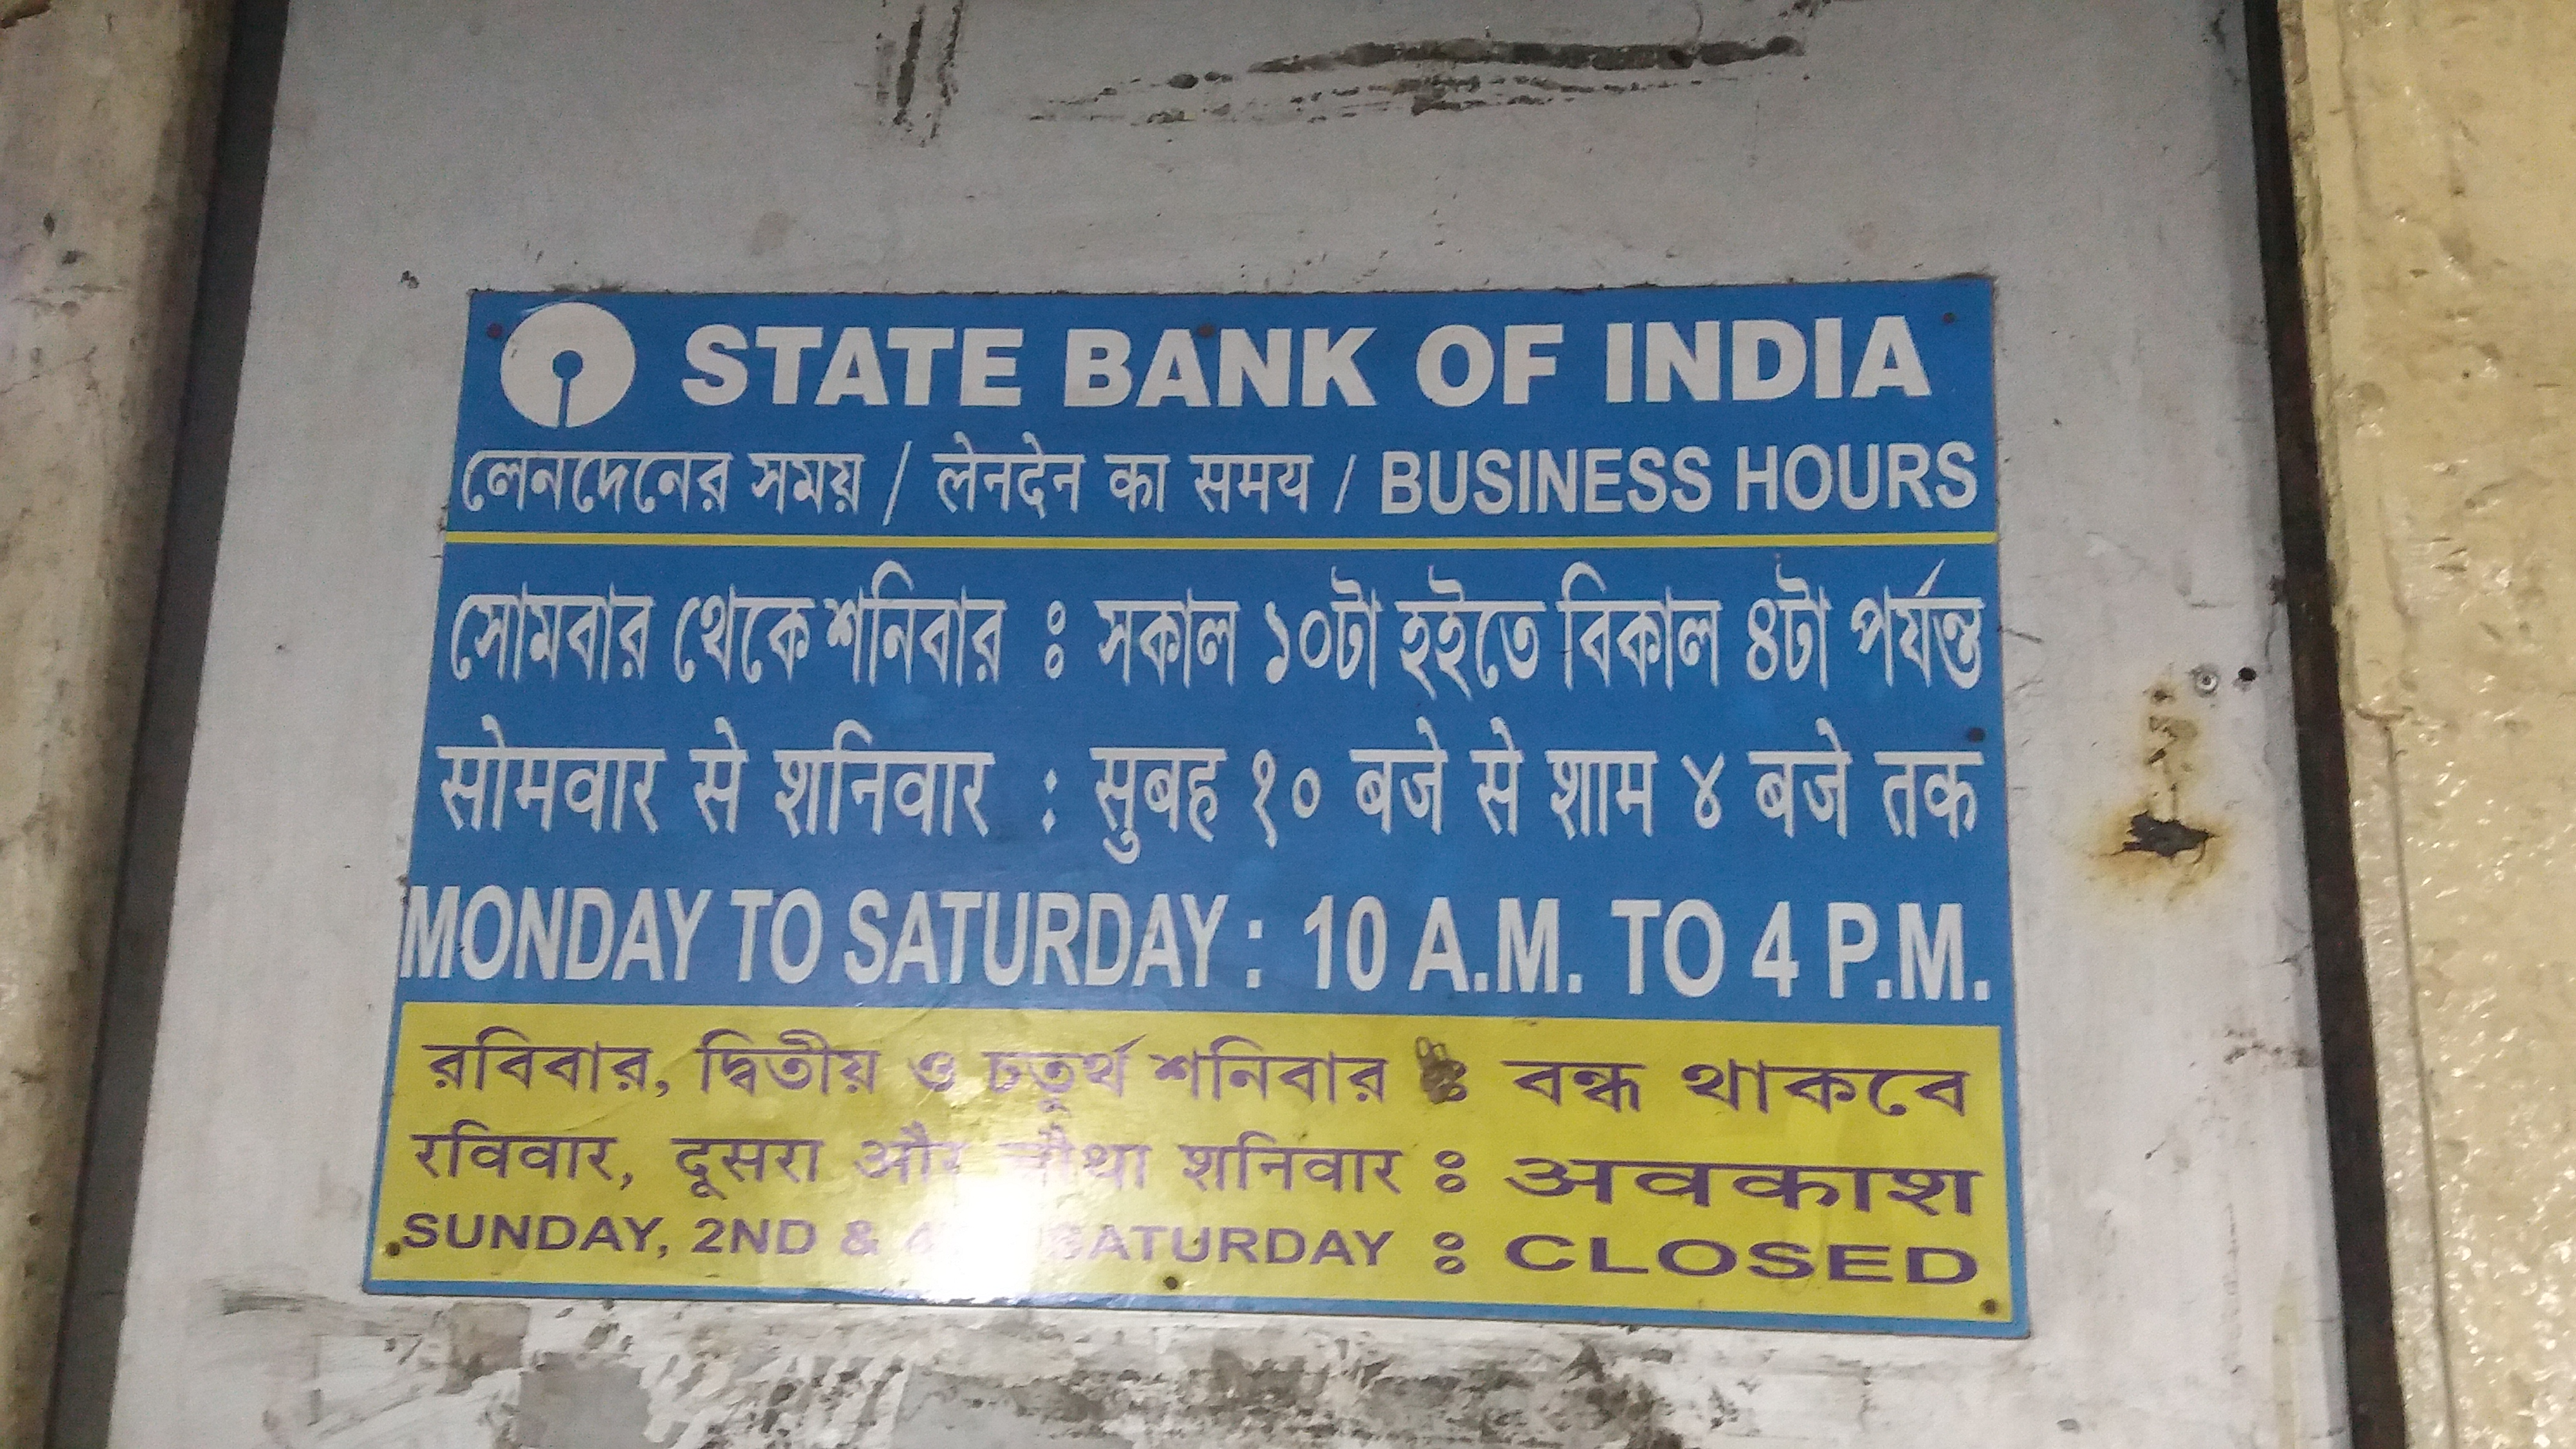 STATE BANK OF INDIA
লেনদেনের সময় / लेनदेन का समय / BUSINESS HOURS
সোমবার থেকে শনিবার ঃ সকাল ১০টা হইতে বিকাল ৪টা পর্যন্ত
सोमवार से शनिवार : सुबह १० बजे से शाम ४ बजे तक
MONDAY TO SATURDAY : 10 A.M. TO 4 P.M.
রবিবার, দ্বিতীয় ও চতুর্থ শনিবার ঃ বন্ধ থাকবে
रविवार, दूसरा और चौथा शनिवार ः अवकाश
SUNDAY, 2ND & SATURDAY ঃ CLOSED